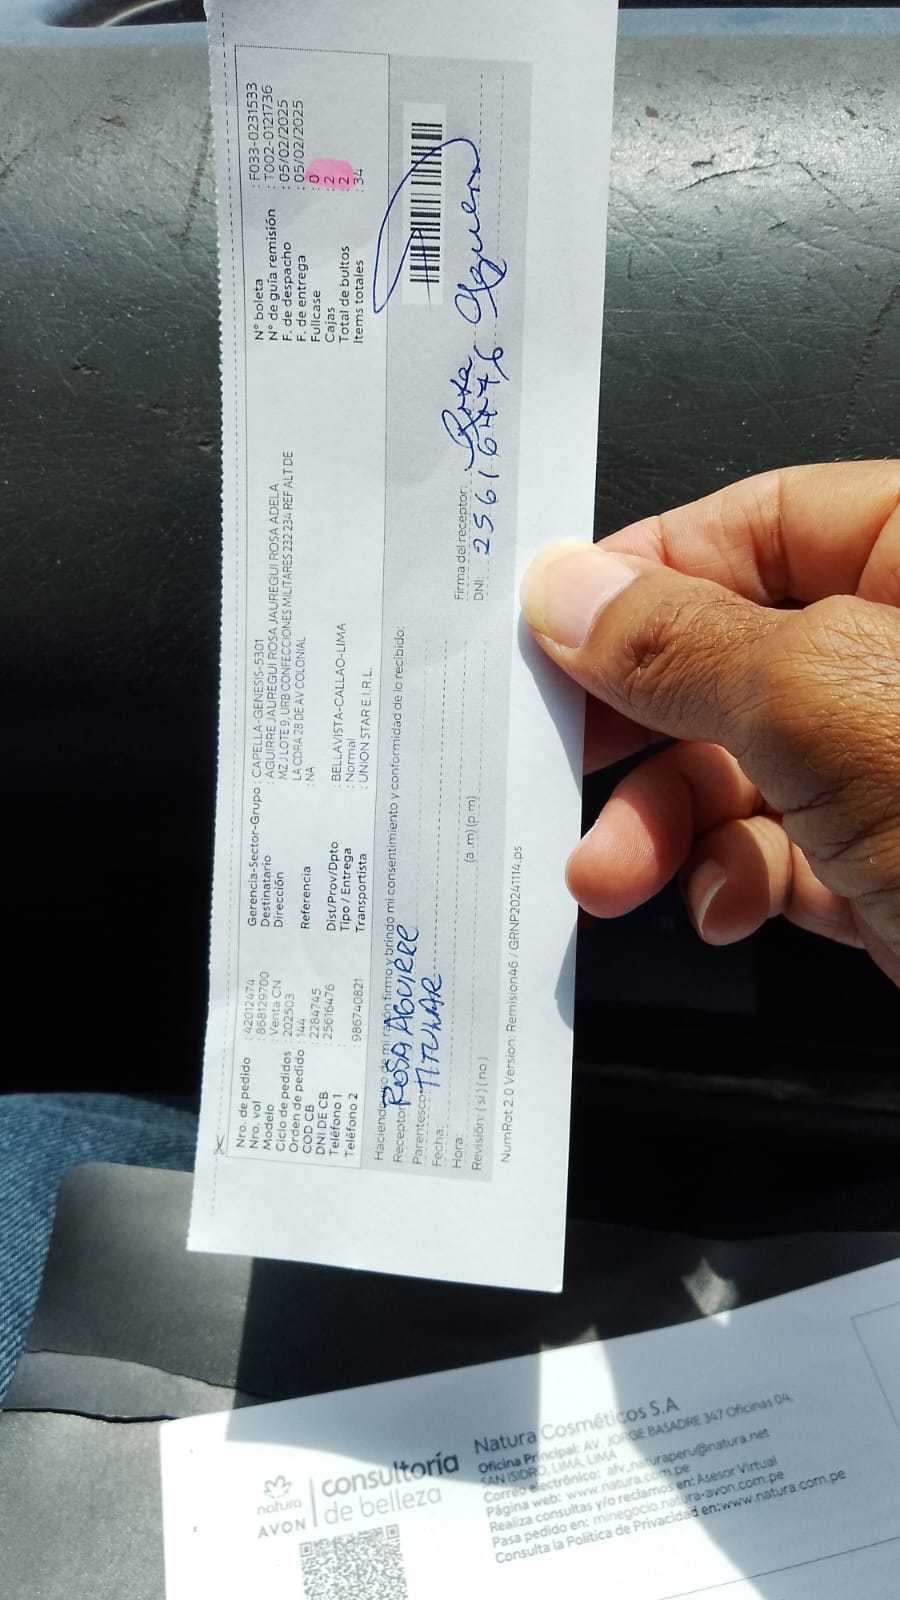 Nro. de pedido : 42012474
Nro. vol : 868129700
Modelo : Venta CN
Ciclo de pedidos : 202503
Orden de pedido : 144
COD CB : 2284745
DNI DE CB : 25616476
Teléfono 1 :
Teléfono 2 986740821
Gerencia-Sector-Grupo : CAPELLA-GENESIS-5301
Destinatario : AGUIRRE JAUREGUI ROSA JAUREGUI ROSA ADELA
Dirección MZ J LOTE 9, URB CONFECCIONES MILITARES 232 234 REF ALT DE
LA CDRA 28 DE AV COLONIAL
Referencia : NA
Dist/Prov/Dpto : BELLAVISTA-CALLAO-LIMA
Tipo / Entrega : Normal
Transportista : UNION STAR E.I.R.L.
N° boleta : F033-0231533
N° de guía remisión : T002-0121736
F. de despacho : 05/02/2025
F. de entrega : 05/02/2025
Fullcase : 0
Cajas : 2
Total de bultos : 2
Items totales : 34
Haciendo de mi razón firmo y brindo mi consentimiento y conformidad de lo recibido:
Receptor: ROSA AGUIRRE
Parentesco: TITULAR
Fecha:
Hora: (a .m) (p m)
Revisión: ( si ) ( no )
Firma del receptor: Rosa Aguirre
DNI: 25616476
NumRot 2.0 Version: Remision46 / GRNP20241114.ps
natura
AVON
consultoría
de belleza
Natura Cosméticos S.A
Oficina Principal: AV. JORGE BASADRE 347 Oficinas 04,
SAN ISIDRO, LIMA, LIMA
Correo electrónico: afv_naturaperu@natura.net
Página web: www.natura.com.pe
Realiza consultas y/o reclamos en: Asesor Virtual
Pasa pedido en: minegocio.natura-avon.com.pe
Consulta la Política de Privacidad en:www.natura.com.pe